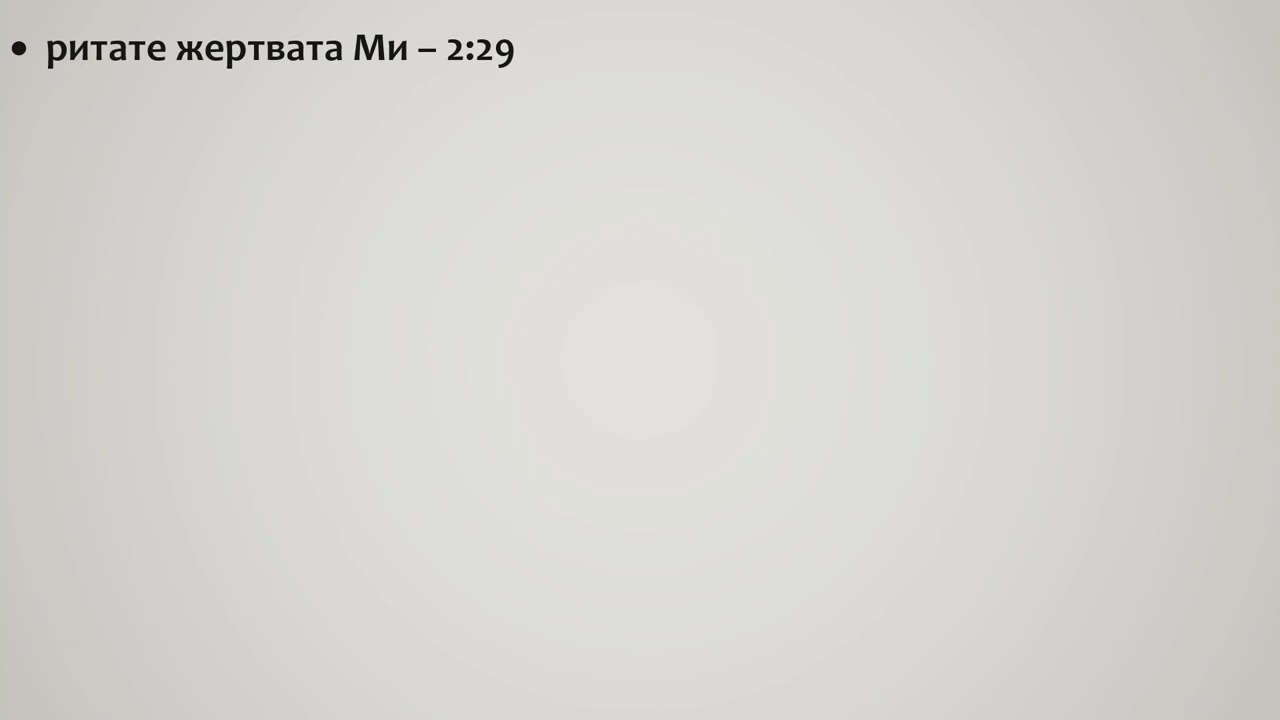 • ритате жертвата Ми – 2:29